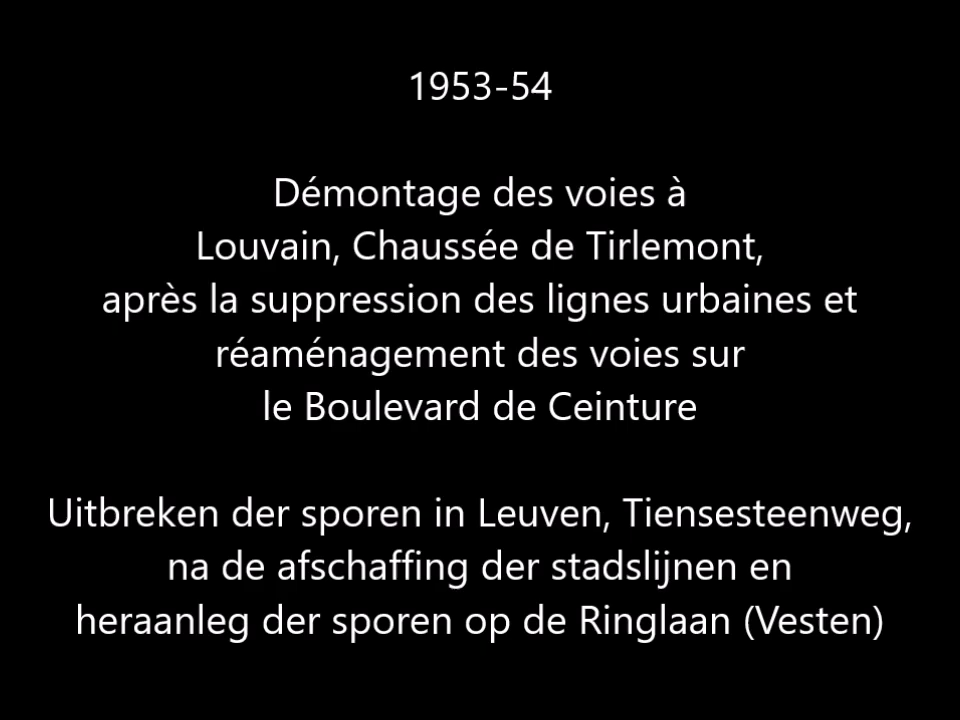 1953-54
Démontage des voies à
Louvain, Chaussée de Tirlemont,
après la suppression des lignes urbaines et
réaménagement des voies sur
le Boulevard de Ceinture
Uitbreken der sporen in Leuven, Tiensesteenweg,
na de afschaffing der stadslijnen en
heraanleg der sporen op de Ringlaan (Vesten)